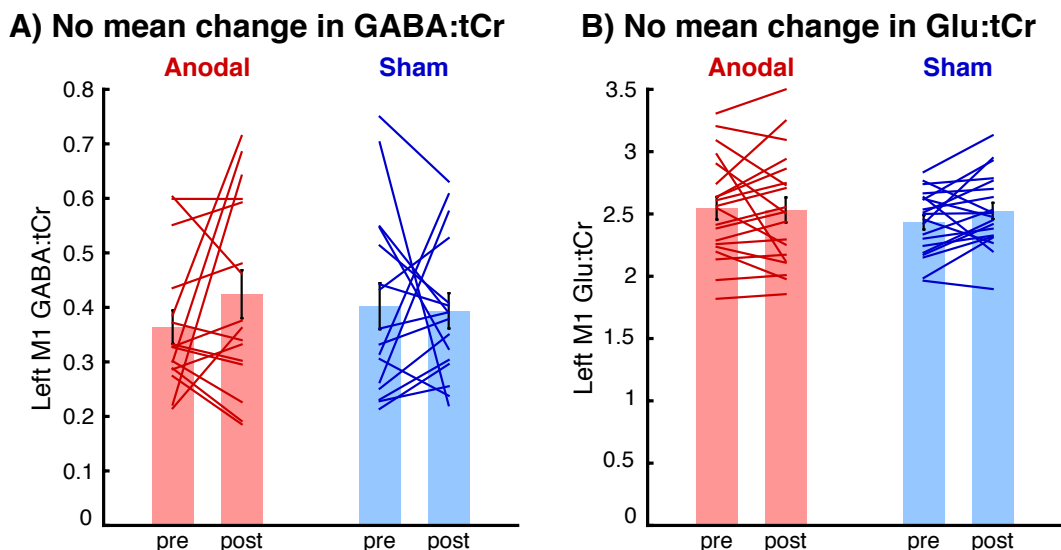 A) No mean change in GABA:tCr
Anodal
Sham
Left M1 GABA:tCr
0.8
0.7
0.6
0.5
0.4
0.3
0.2
0.1
0
pre
post
pre
post
B) No mean change in Glu:tCr
Anodal
Sham
Left M1 Glu:tCr
3.5
3
2.5
2
1.5
1
0.5
0
pre
post
pre
post